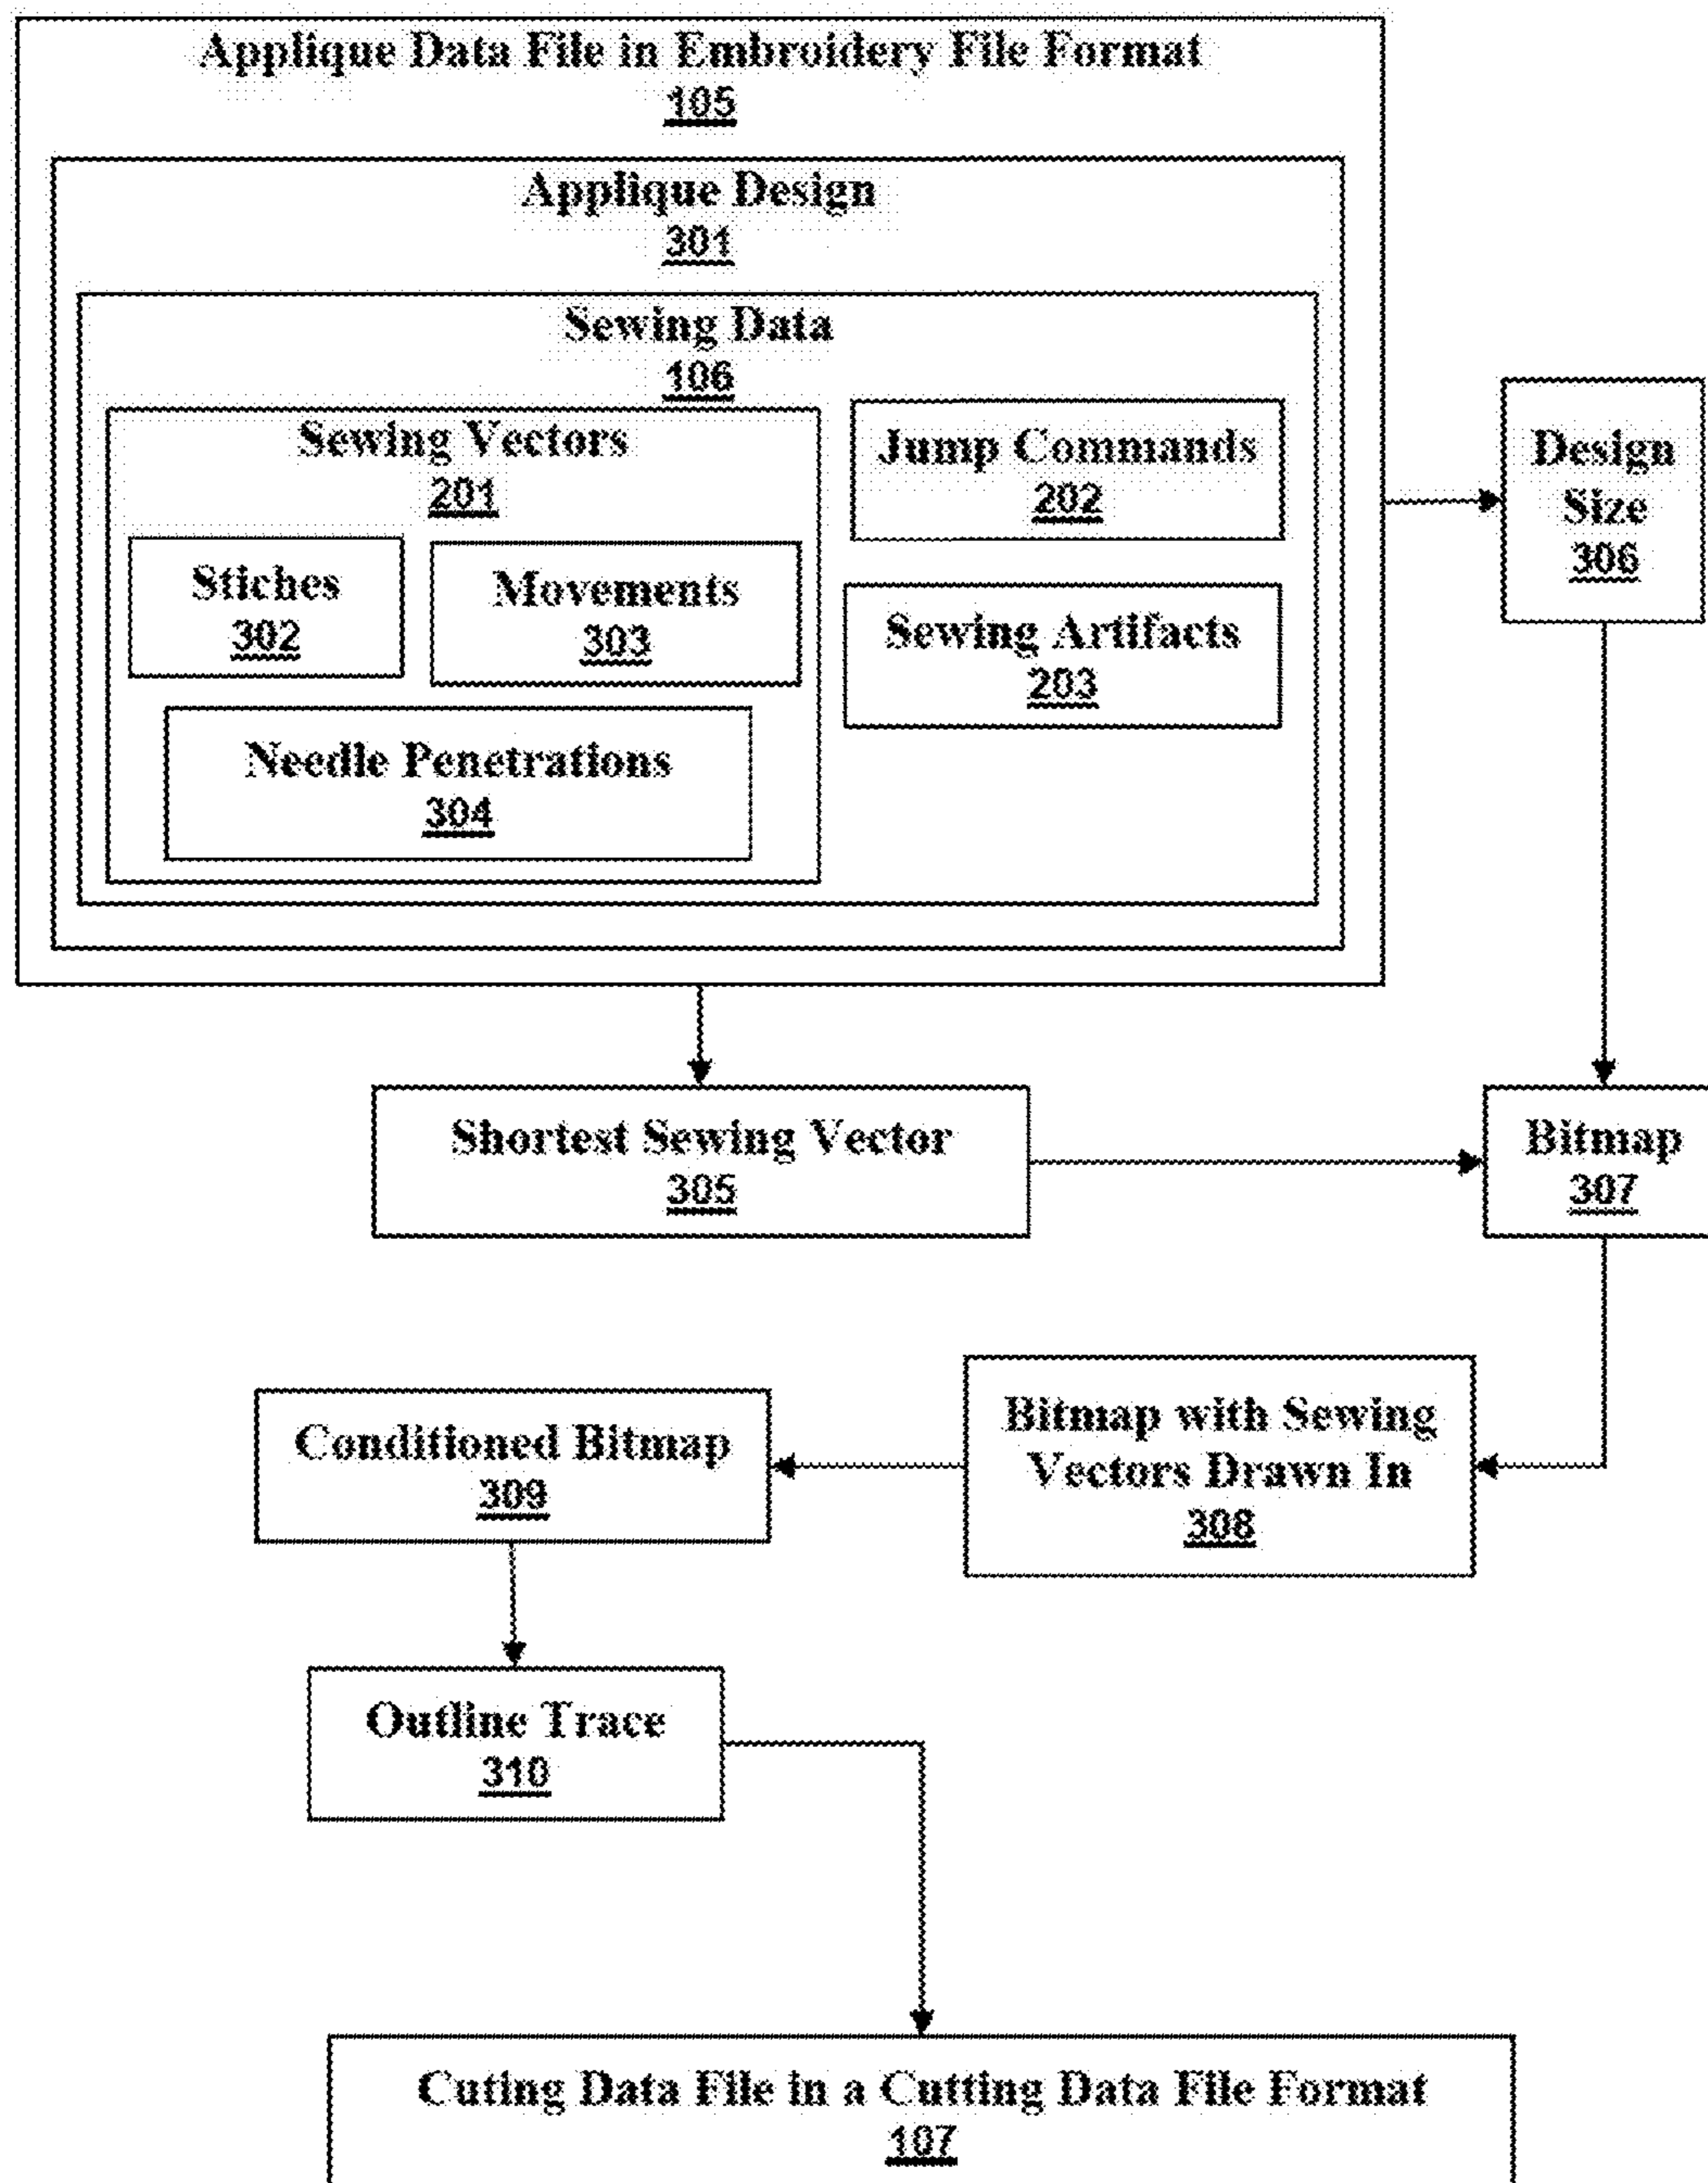 Applique Data File in Embroidery File Format
105
Applique Design
301
Sewing Data
106
Sewing Vectors
201
Jump Commands
202
Stiches
302
Movements
303
Sewing Artifacts
203
Needle Penetrations
304
Design
Size
306
Shortest Sewing Vector
305
Bitmap
307
Bitmap with Sewing
Vectors Drawn In
308
Conditioned Bitmap
309
Outline Trace
310
Cuting Data File in a Cutting Data File Format
107